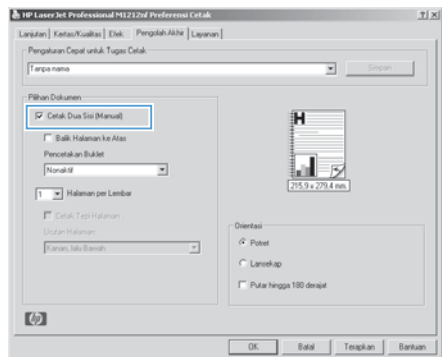 HP LaserJet Professional M1212nf Preferensi Cetak
Lanjutan
Kertas/Kualitas
Efek
Pengolah Akhir
Layanan
Pengaturan Cepat untuk Tugas Cetak
Tanpa nama
Simpan
Pilihan Dokumen
Cetak Dua Sisi (Manual)
Balik Halaman ke Atas
Pencetakan Buklet
Nonaktif
1 Halaman per Lembar
Cetak Tepi Halaman
Urutan Halaman:
Kanan, lalu Bawah
H
215,9 × 279,4 mm.
Orientasi
Potret
Lansekap
Putar hingga 180 derajat
hp
OK
Batal
Terapkan
Bantuan